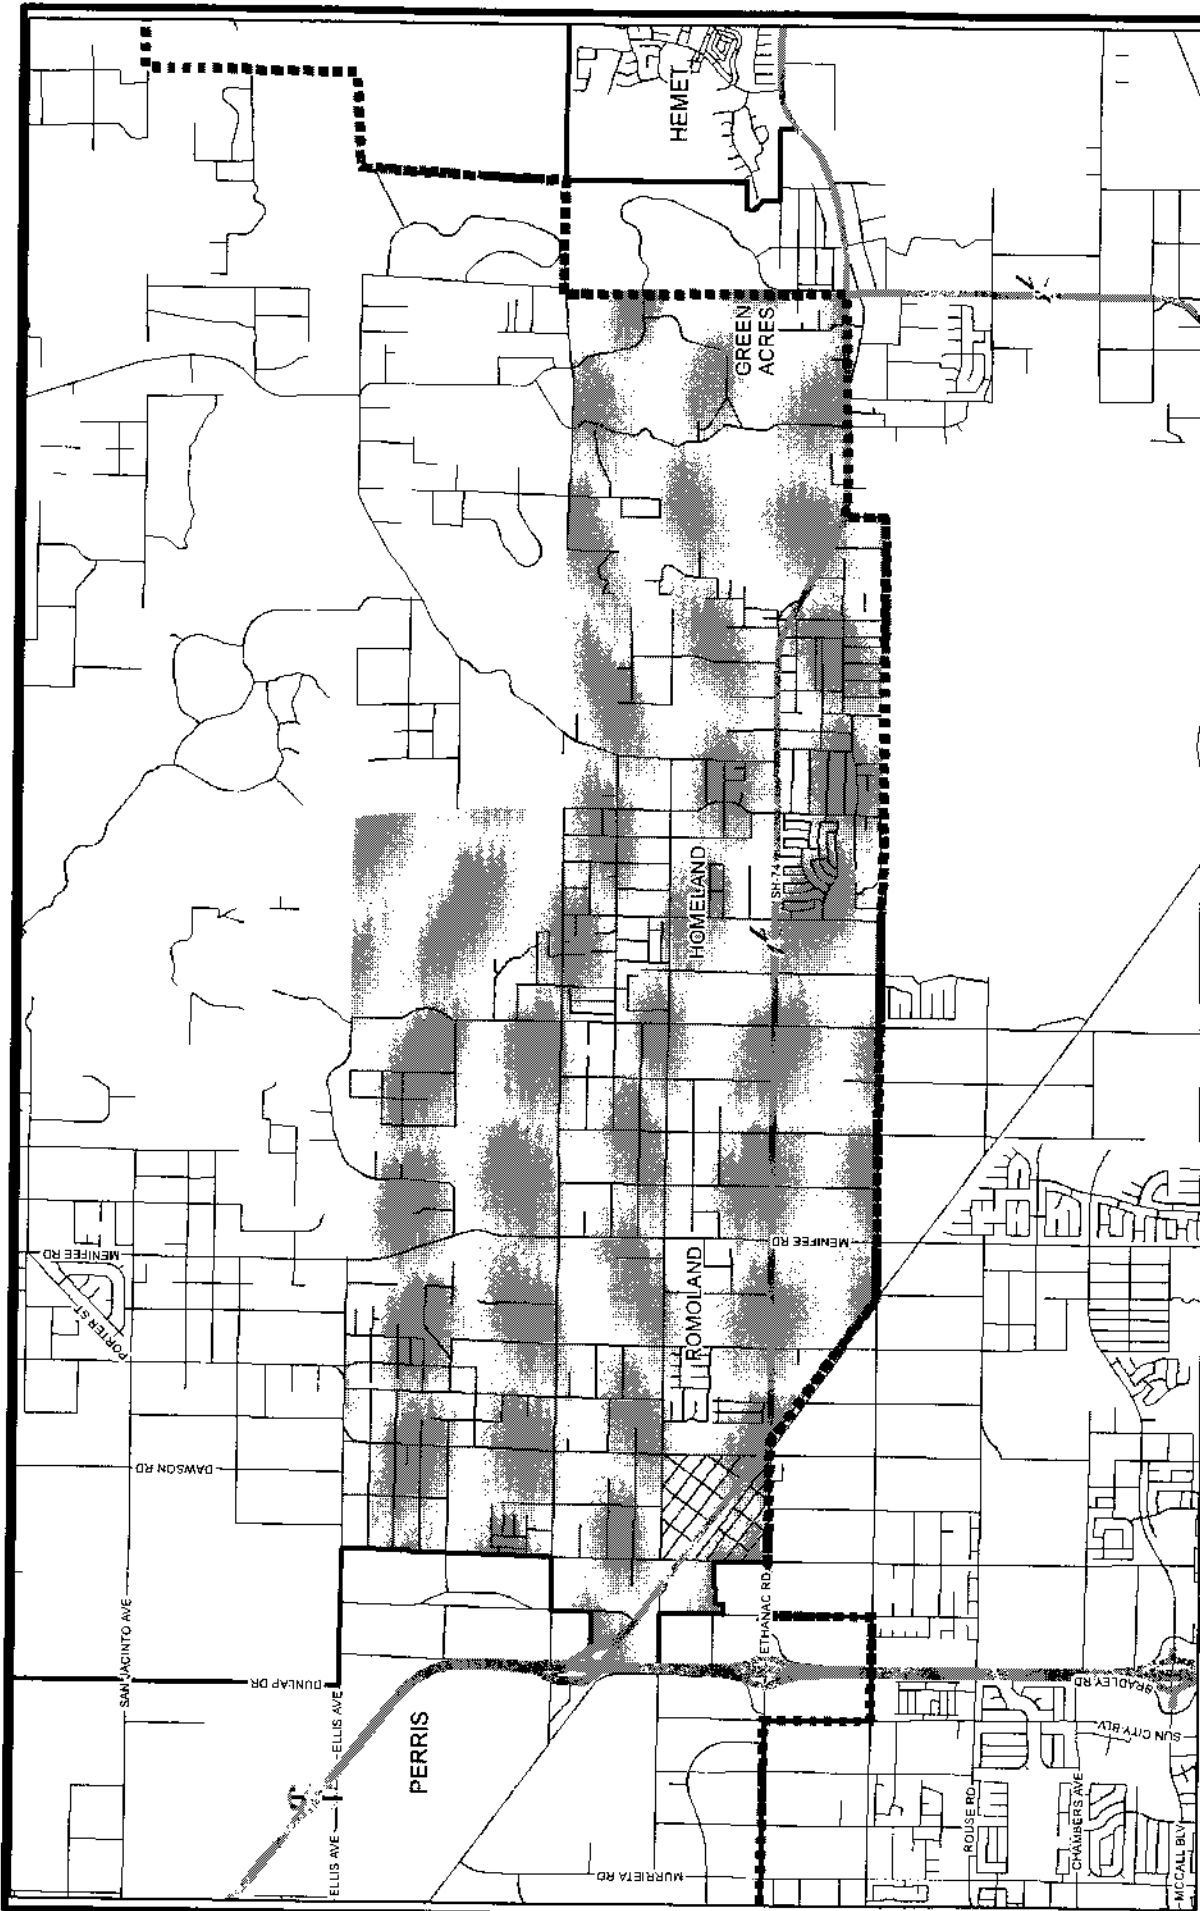 HEMET
GREEN
ACRES
SH 74
HOMELAND
MENIFEE RD
PORTER ST
MENIFEE RD
ROMOLAND
DAWSON RD
ETHANAC RD
SAN JACINTO AVE
DUNLAP DR
ELLIS AVE
BRADLEY RD
SUN CITY BLV
PERRIS
ELLIS AVE
ROUSE RD
CHAMBERS AVE
MURRIETA RD
MCCALL BLV